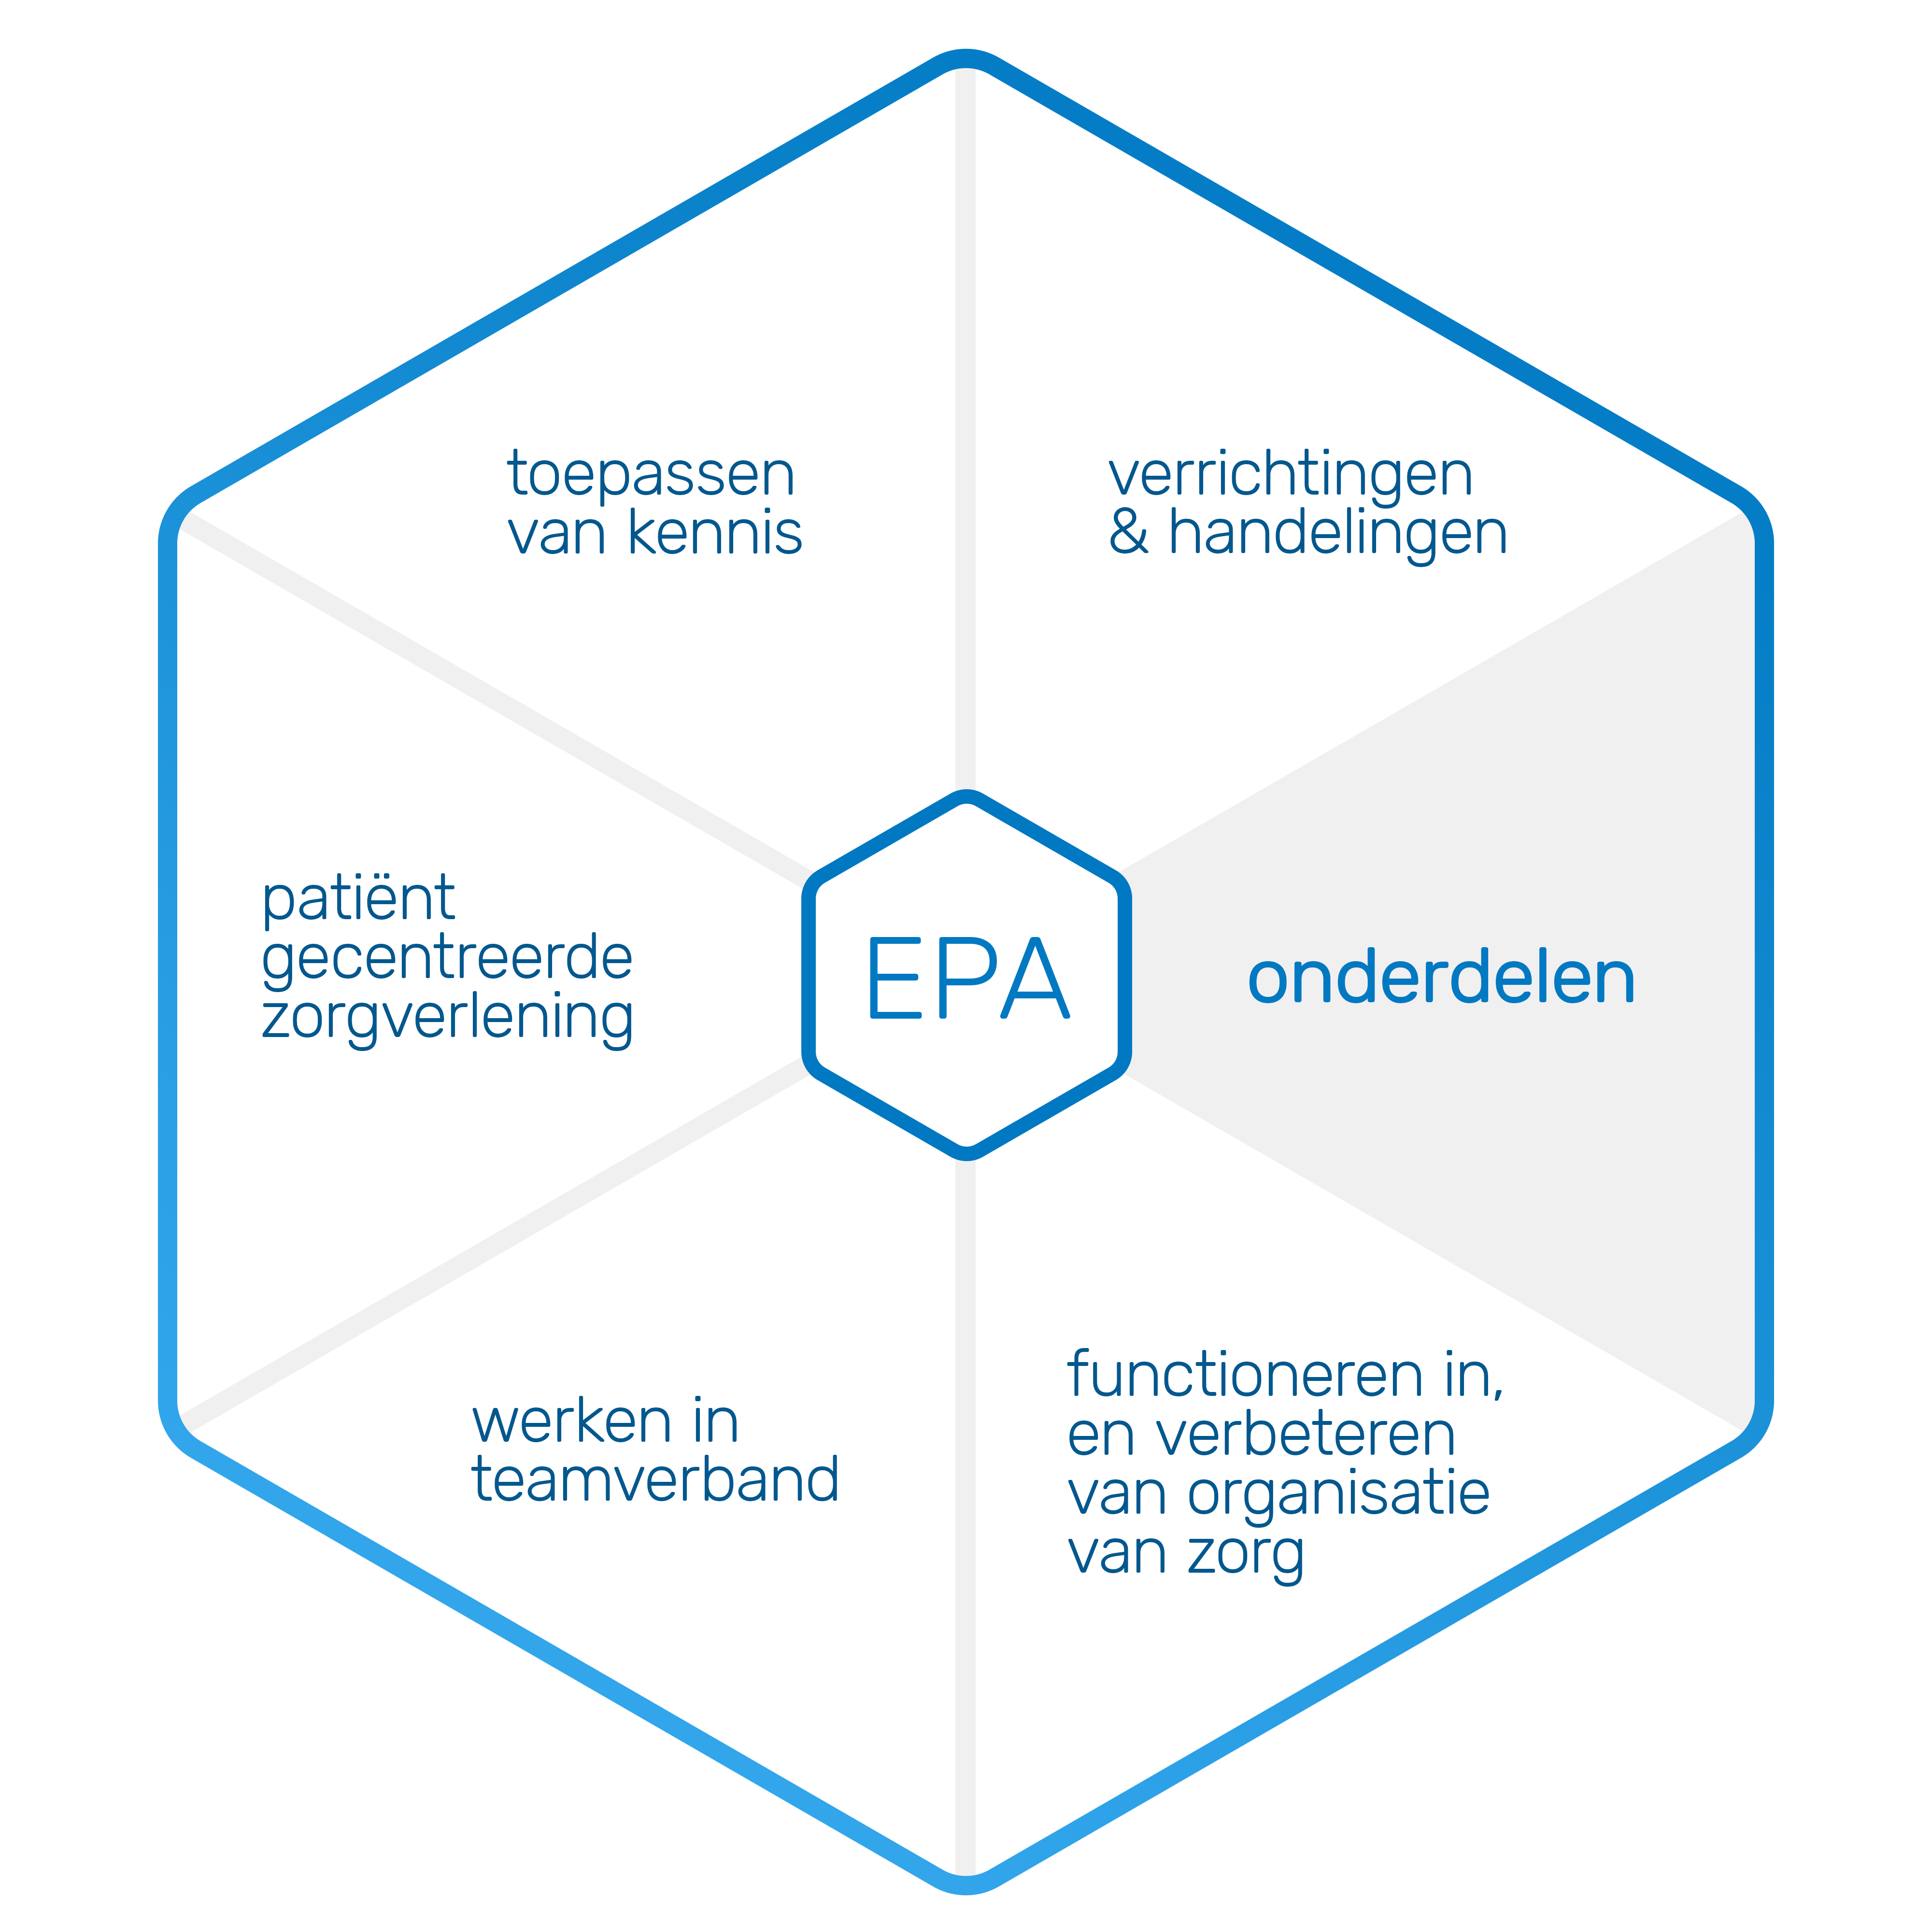 toepassen
van kennis
verrichtingen
& handelingen
patiënt
gecentreerde
zorgverlening
EPA
onderdelen
werken in
teamverband
functioneren in,
en verbeteren
van organisatie
van zorg